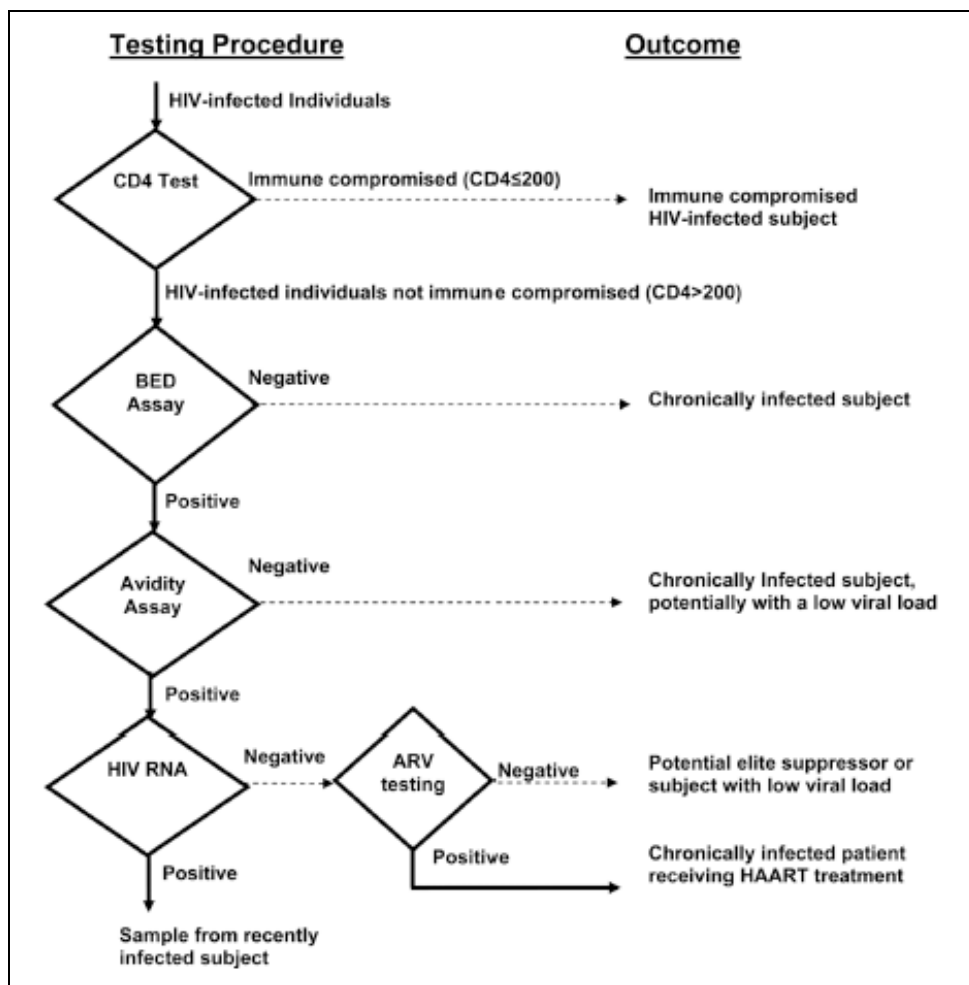 Testing Procedure
Outcome
HIV-infected Individuals
CD4 Test
Immune compromised (CD4≤200)
Immune compromised
HIV-infected subject
HIV-infected individuals not immune compromised (CD4>200)
BED
Assay
Negative
Chronically infected subject
Positive
Avidity
Assay
Negative
Chronically Infected subject,
potentially with a low viral load
Positive
HIV RNA
Negative
ARV
testing
Negative
Potential elite suppressor or
subject with low viral load
Positive
Positive
Chronically infected patient
receiving HAART treatment
Sample from recently
infected subject